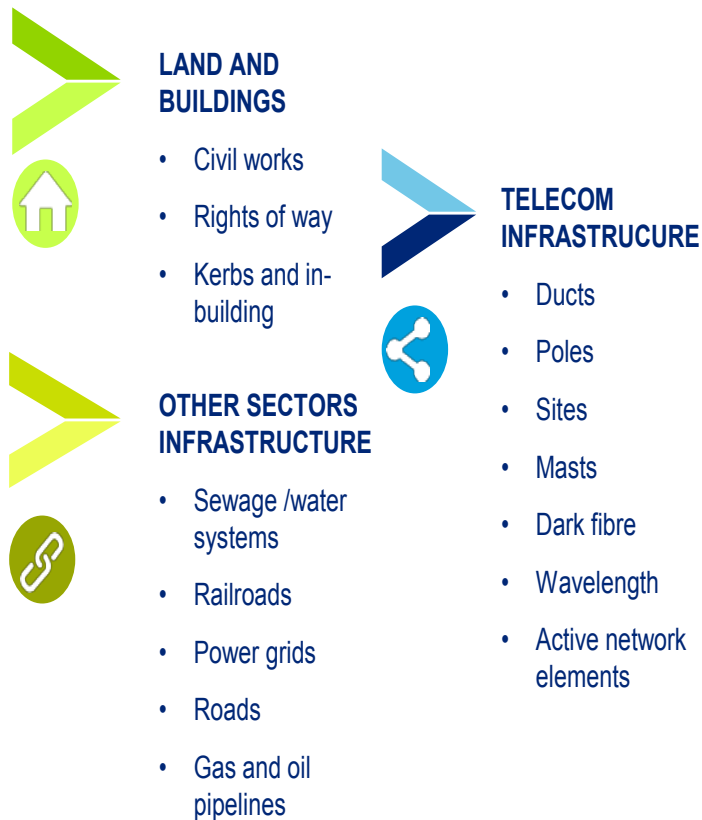 LAND AND
BUILDINGS
• Civil works
• Rights of way
• Kerbs and in-
building
OTHER SECTORS
INFRASTRUCTURE
• Sewage /water
systems
• Railroads
• Power grids
• Roads
• Gas and oil
pipelines
TELECOM
INFRASTRUCURE
• Ducts
• Poles
• Sites
• Masts
• Dark fibre
• Wavelength
• Active network
elements